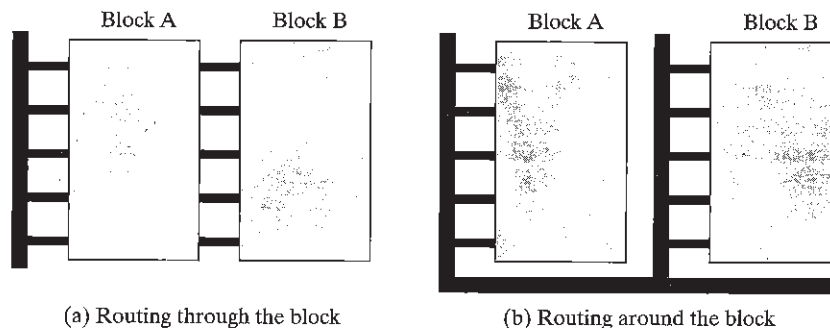 Block A
Block B
Block A
Block B
(a) Routing through the block
(b) Routing around the block